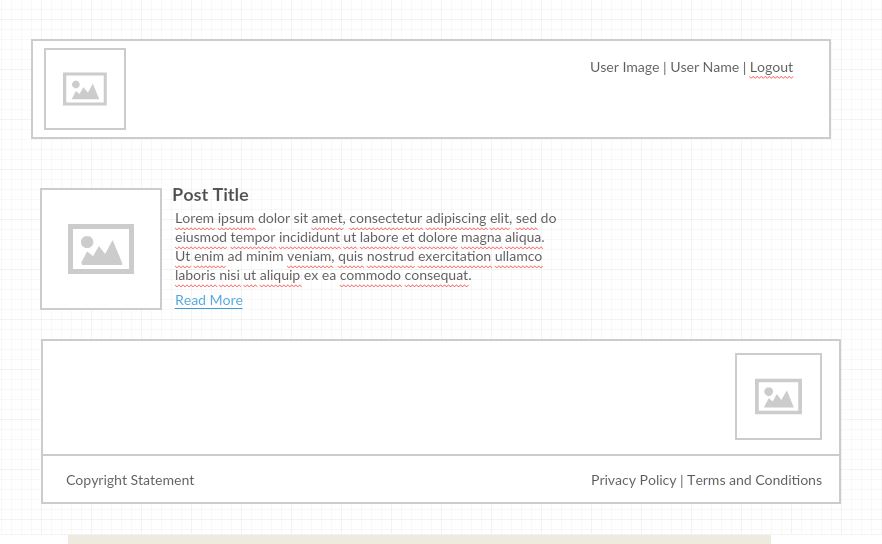 User Image | User Name | Logout
Post Title
Lorem ipsum dolor sit amet, consectetur adipiscing elit, sed do
eiusmod tempor incididunt ut labore et dolore magna aliqua.
Ut enim ad minim veniam, quis nostrud exercitation ullamco
laboris nisi ut aliquip ex ea commodo consequat.
Read More
Copyright Statement
Privacy Policy | Terms and Conditions